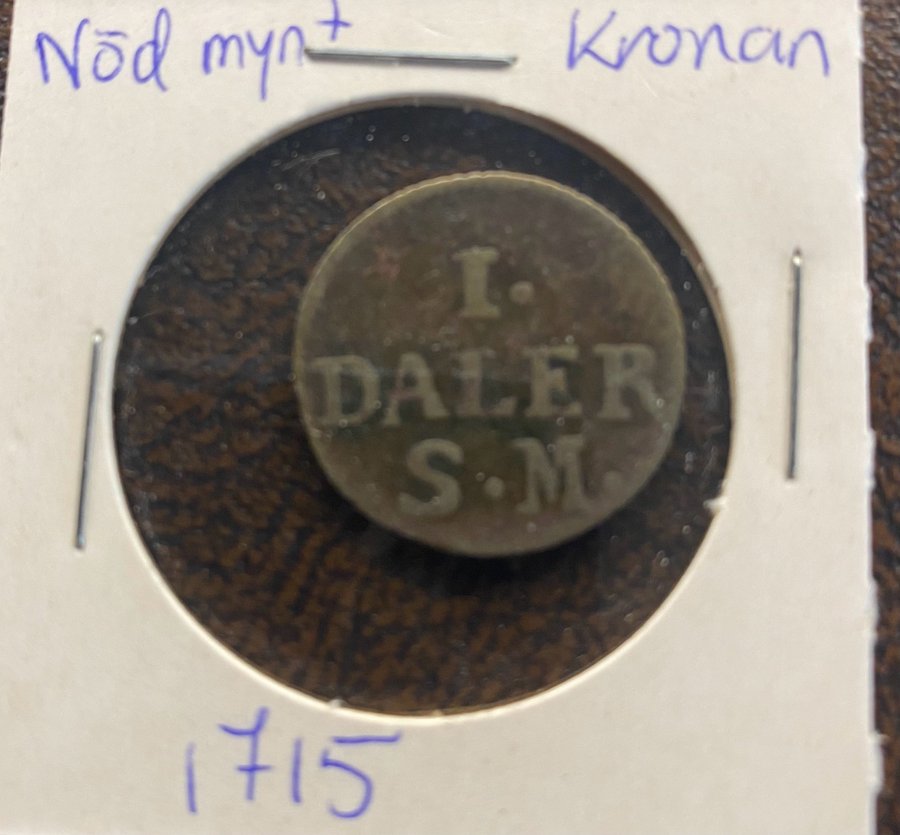 Nöd mynt Kronan
I.
DALER
S.M.
1715